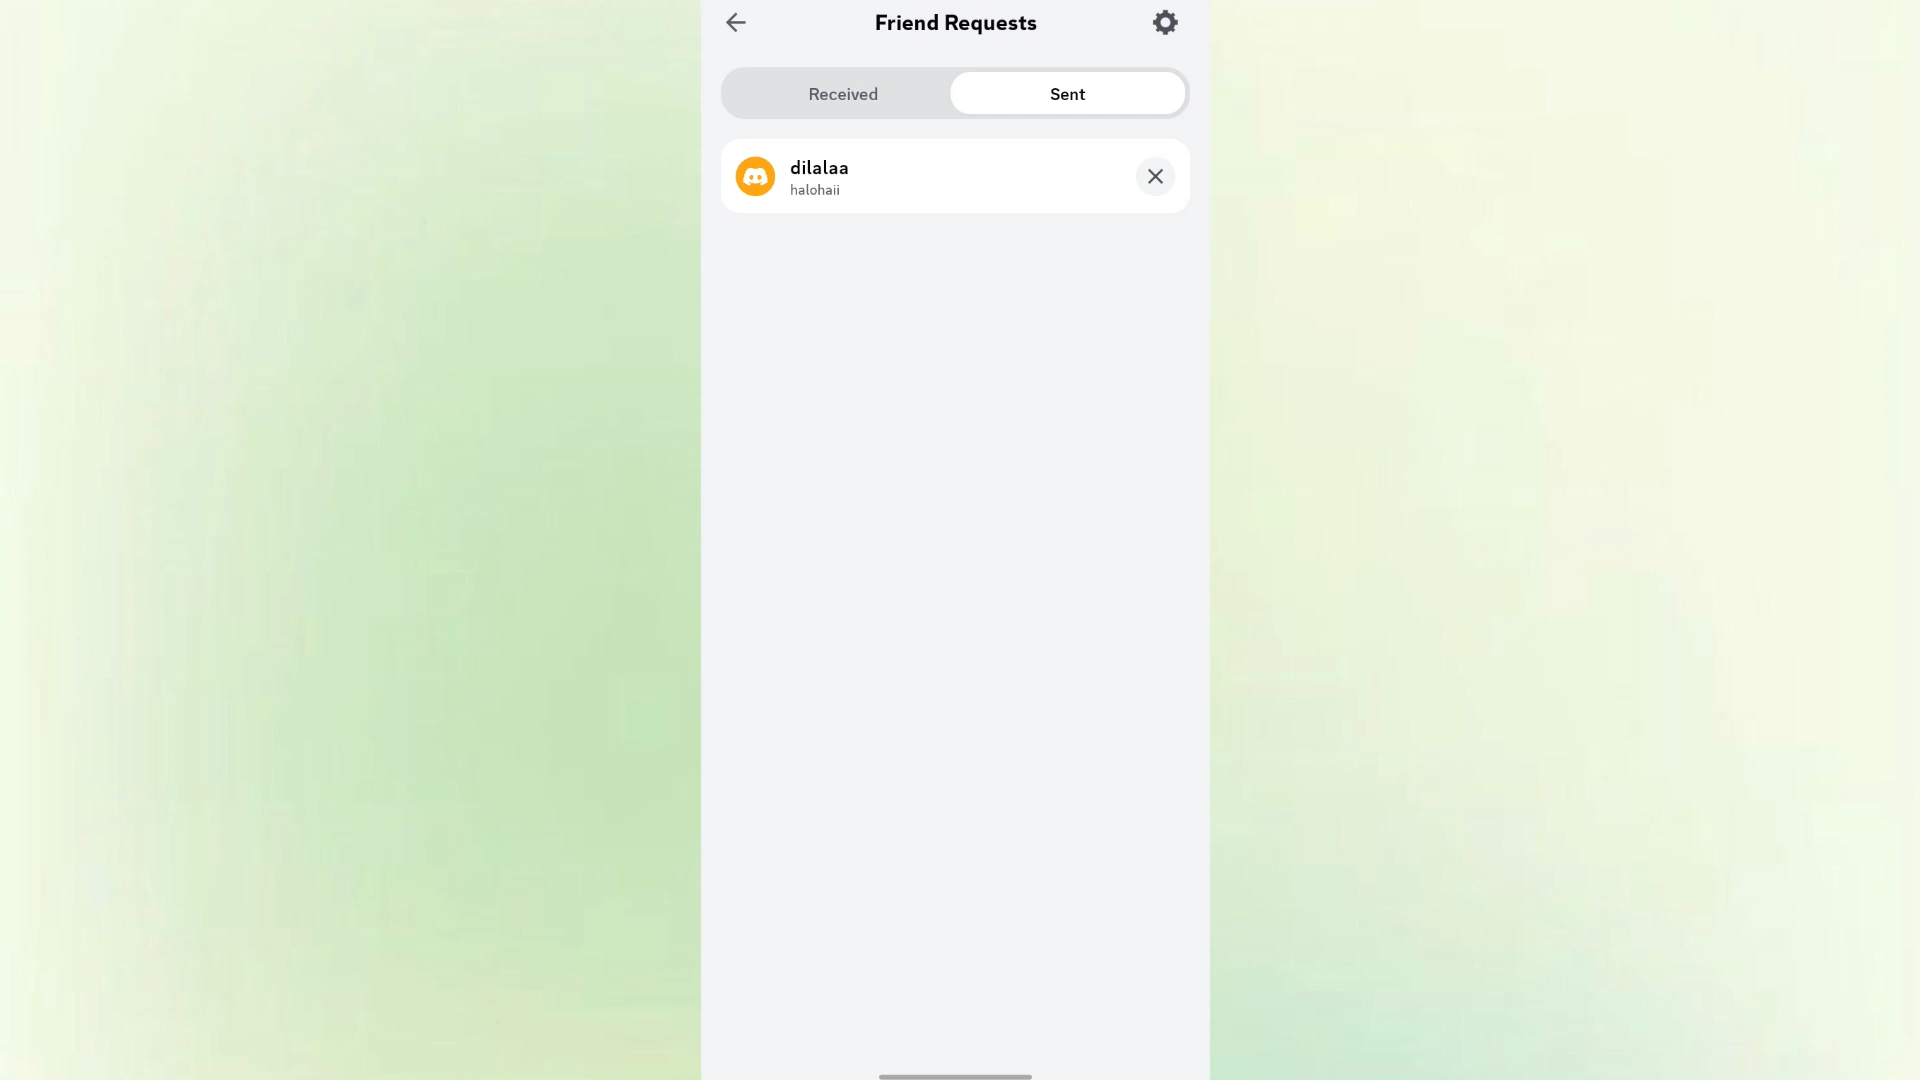 Friend Requests
Received
Sent
dilalaa
halohaii